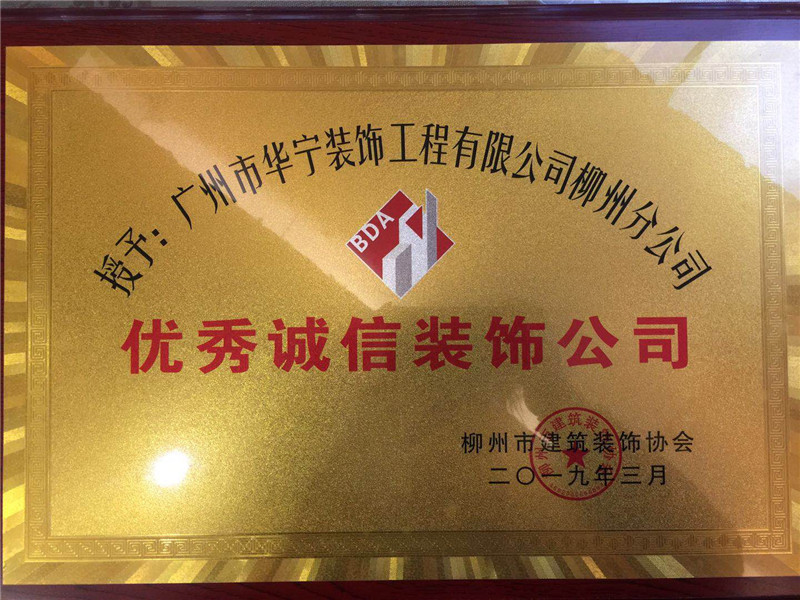 授予：广州市华宁装饰工程有限公司柳州分公司
BDA
优秀诚信装饰公司
柳州市建筑装饰协会
二〇一九年三月